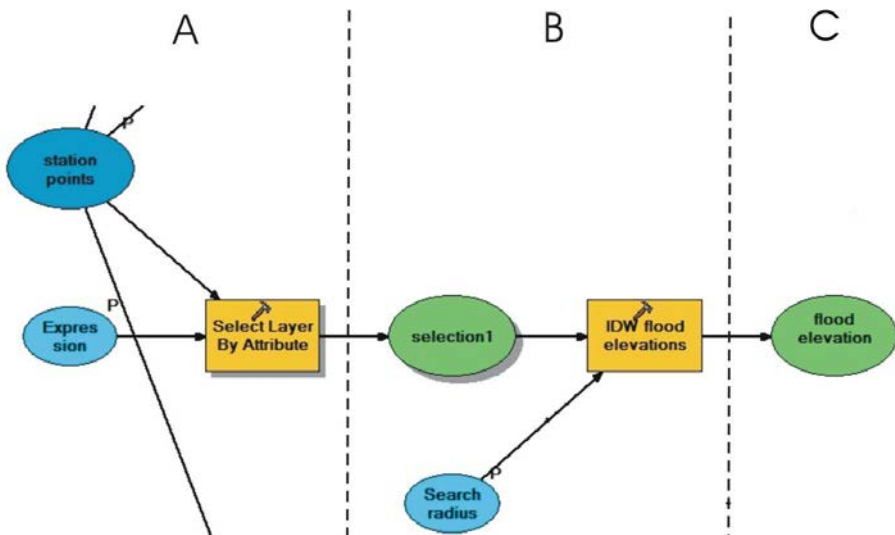 A
B
C
P
station
points
P
Expres
sion
Select Layer
By Attribute
selection1
IDW flood
elevations
flood
elevation
P
Search
radius